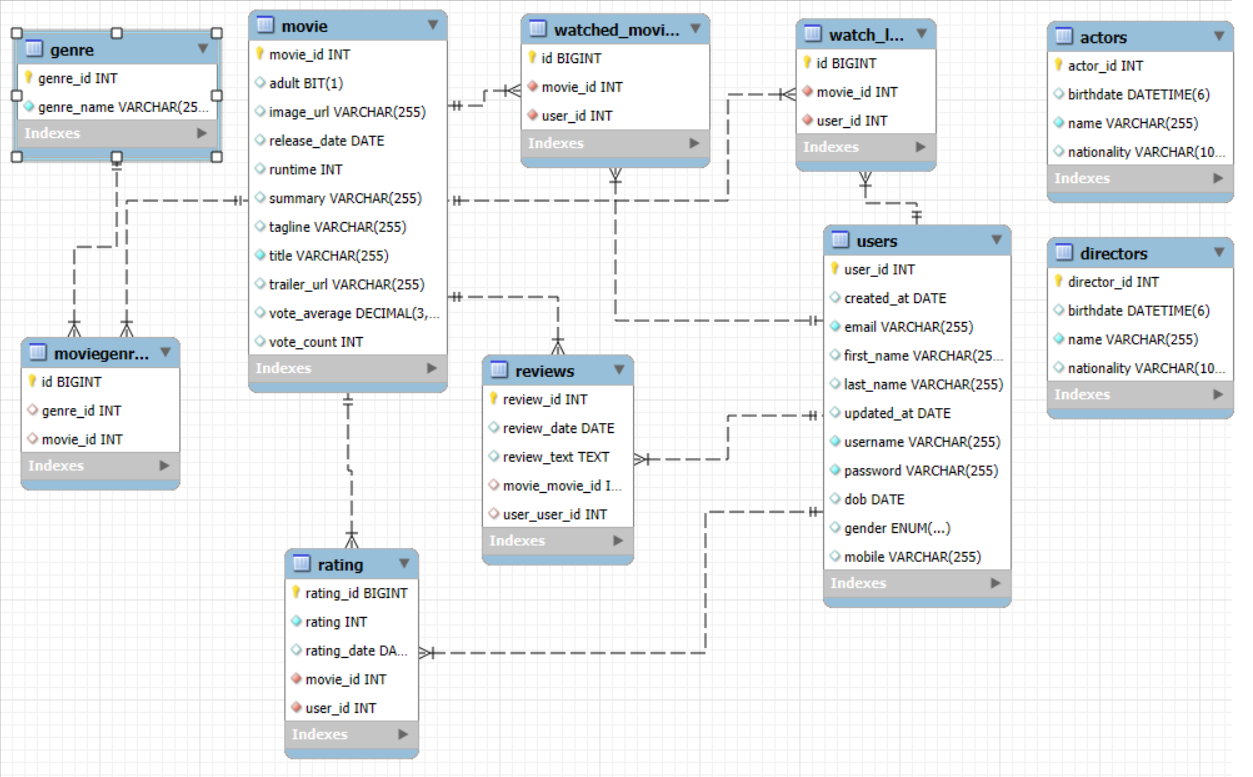 genre
genre_id INT
genre_name VARCHAR(25...
Indexes
movie
movie_id INT
adult BIT(1)
image_url VARCHAR(255)
release_date DATE
runtime INT
summary VARCHAR(255)
tagline VARCHAR(255)
title VARCHAR(255)
trailer_url VARCHAR(255)
vote_average DECIMAL(3,...
vote_count INT
Indexes
watched_movi...
id BIGINT
movie_id INT
user_id INT
Indexes
watch_l...
id BIGINT
movie_id INT
user_id INT
Indexes
actors
actor_id INT
birthdate DATETIME(6)
name VARCHAR(255)
nationality VARCHAR(10...
Indexes
users
user_id INT
created_at DATE
email VARCHAR(255)
first_name VARCHAR(25...
last_name VARCHAR(255)
updated_at DATE
username VARCHAR(255)
password VARCHAR(255)
dob DATE
gender ENUM(...)
mobile VARCHAR(255)
Indexes
directors
director_id INT
birthdate DATETIME(6)
name VARCHAR(255)
nationality VARCHAR(10...
Indexes
moviegenr...
id BIGINT
genre_id INT
movie_id INT
Indexes
reviews
review_id INT
review_date DATE
review_text TEXT
movie_movie_id I...
user_user_id INT
Indexes
rating
rating_id BIGINT
rating INT
rating_date DA...
movie_id INT
user_id INT
Indexes